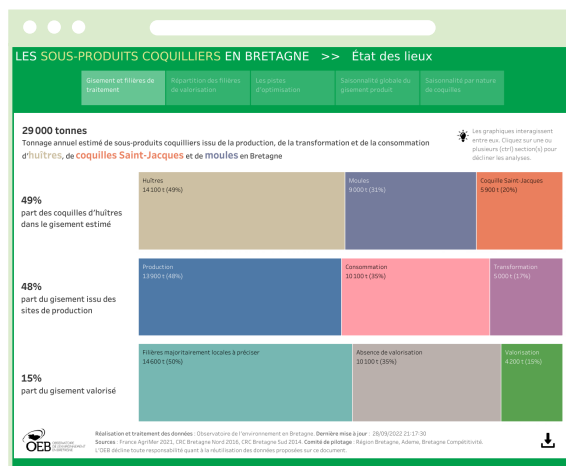 LES SOUS-PRODUITS COQUILLIERS EN BRETAGNE >> État des lieux
Gisement et filières de traitement
Répartition des filières de valorisation
Les pistes d'optimisation
Saisonnalité globale du gisement produit
Saisonnalité par nature de coquilles
29 000 tonnes
Tonnage annuel estimé de sous-produits coquilliers issu de la production, de la transformation et de la consommation
d'huîtres, de coquilles Saint-Jacques et de moules en Bretagne
Les graphiques interagissent
entre eux. Cliquez sur une ou
plusieurs (ctrl) section(s) pour
décliner les analyses.
49%
part des coquilles d'huîtres
dans le gisement estimé
Huîtres
14 100 t (49%)
Moules
9 000 t (31%)
Coquille Saint-Jacques
5 900 t (20%)
48%
part du gisement issu des
sites de production
Production
13 900 t (48%)
Consommation
10 100 t (35%)
Transformation
5 000 t (17%)
15%
part du gisement valorisé
Filières majoritairement locales à préciser
14 600 t (50%)
Absence de valorisation
10 100 t (35%)
Valorisation
4 200 t (15%)
OEB
OBSERVATOIRE
DE L'ENVIRONNEMENT
EN BRETAGNE
Réalisation et traitement des données : Observatoire de l'environnement en Bretagne. Dernière mise à jour : 28/09/2022 21:17:30
Sources : France AgriMer 2021, CRC Bretagne Nord 2016, CRC Bretagne Sud 2014. Comité de pilotage : Région Bretagne, Ademe, Bretagne Compétitivité.
L'OEB décline toute responsabilité quant à la réutilisation des données proposées sur ce document.